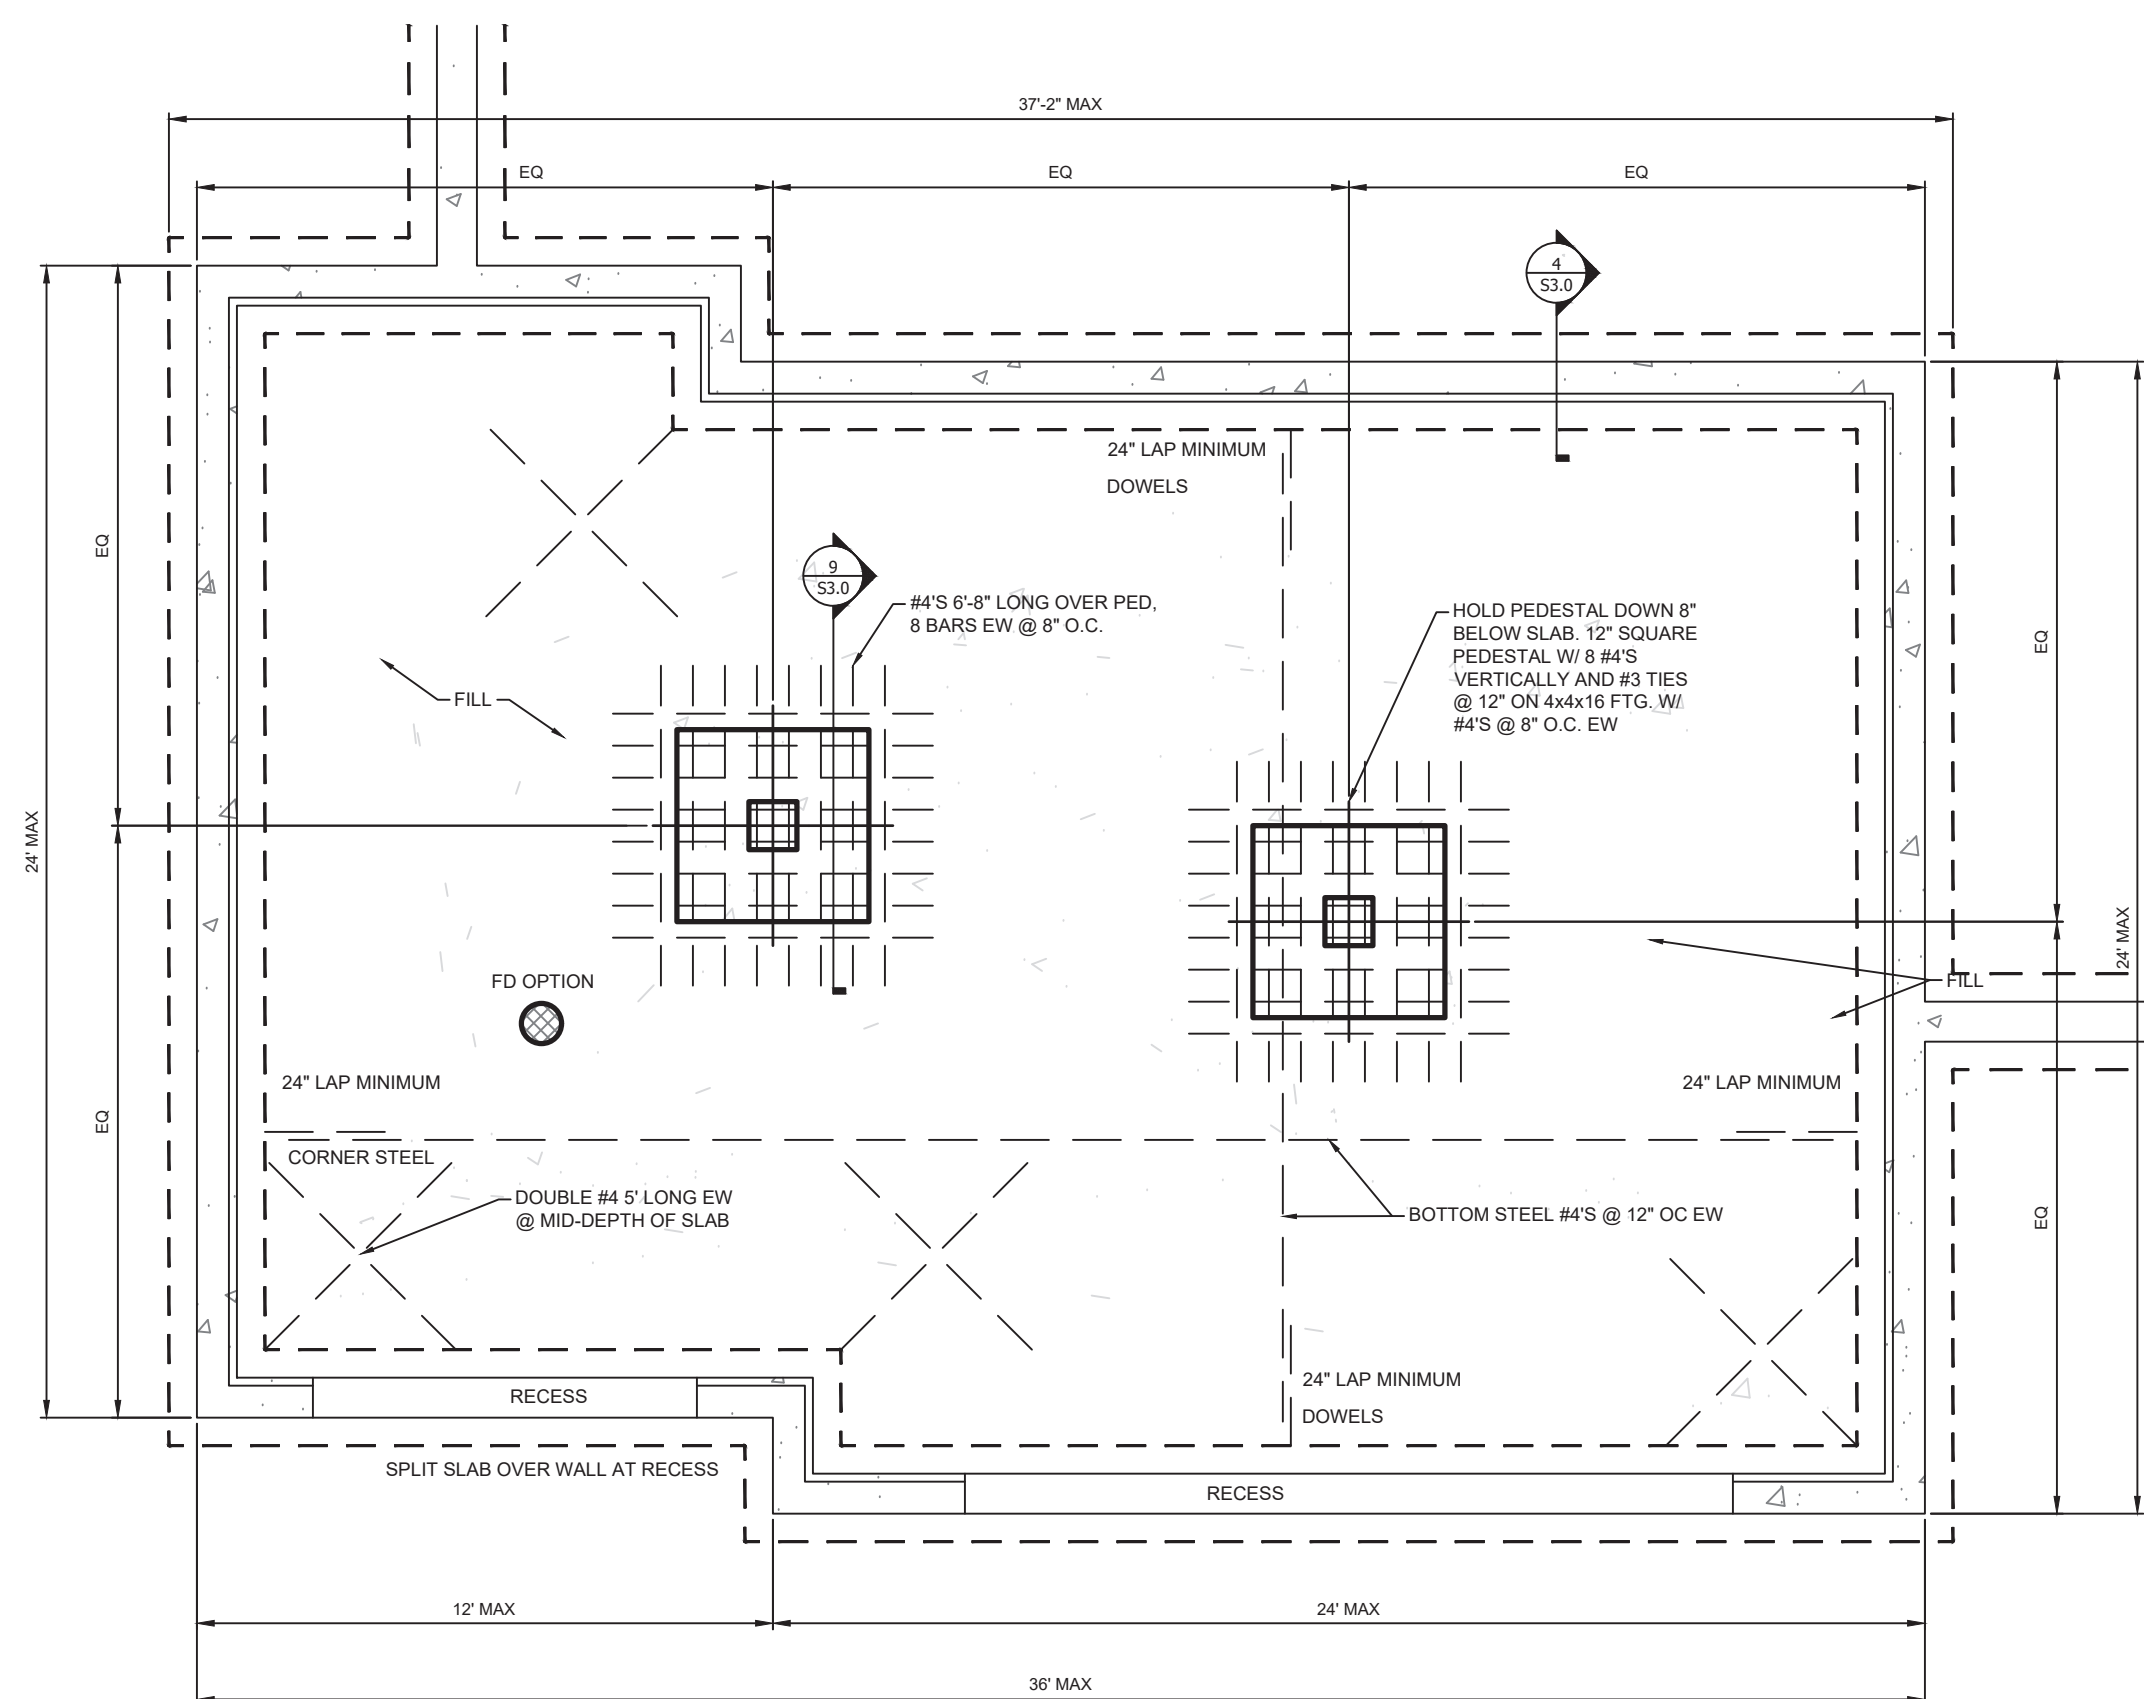 37'-2" MAX
EQ
EQ
EQ
4
S3.0
24" LAP MINIMUM
DOWELS
EQ
9
S3.0
#4'S 6'-8" LONG OVER PED,
8 BARS EW @ 8" O.C.
HOLD PEDESTAL DOWN 8"
BELOW SLAB. 12" SQUARE
PEDESTAL W/ 8 #4'S
VERTICALLY AND #3 TIES
@ 12" ON 4x4x16 FTG. W/
#4'S @ 8" O.C. EW
EQ
FILL
24' MAX
24' MAX
FD OPTION
FILL
24" LAP MINIMUM
24" LAP MINIMUM
EQ
CORNER STEEL
DOUBLE #4 5' LONG EW
@ MID-DEPTH OF SLAB
BOTTOM STEEL #4'S @ 12" OC EW
EQ
24" LAP MINIMUM
DOWELS
RECESS
SPLIT SLAB OVER WALL AT RECESS
RECESS
12' MAX
24' MAX
36' MAX